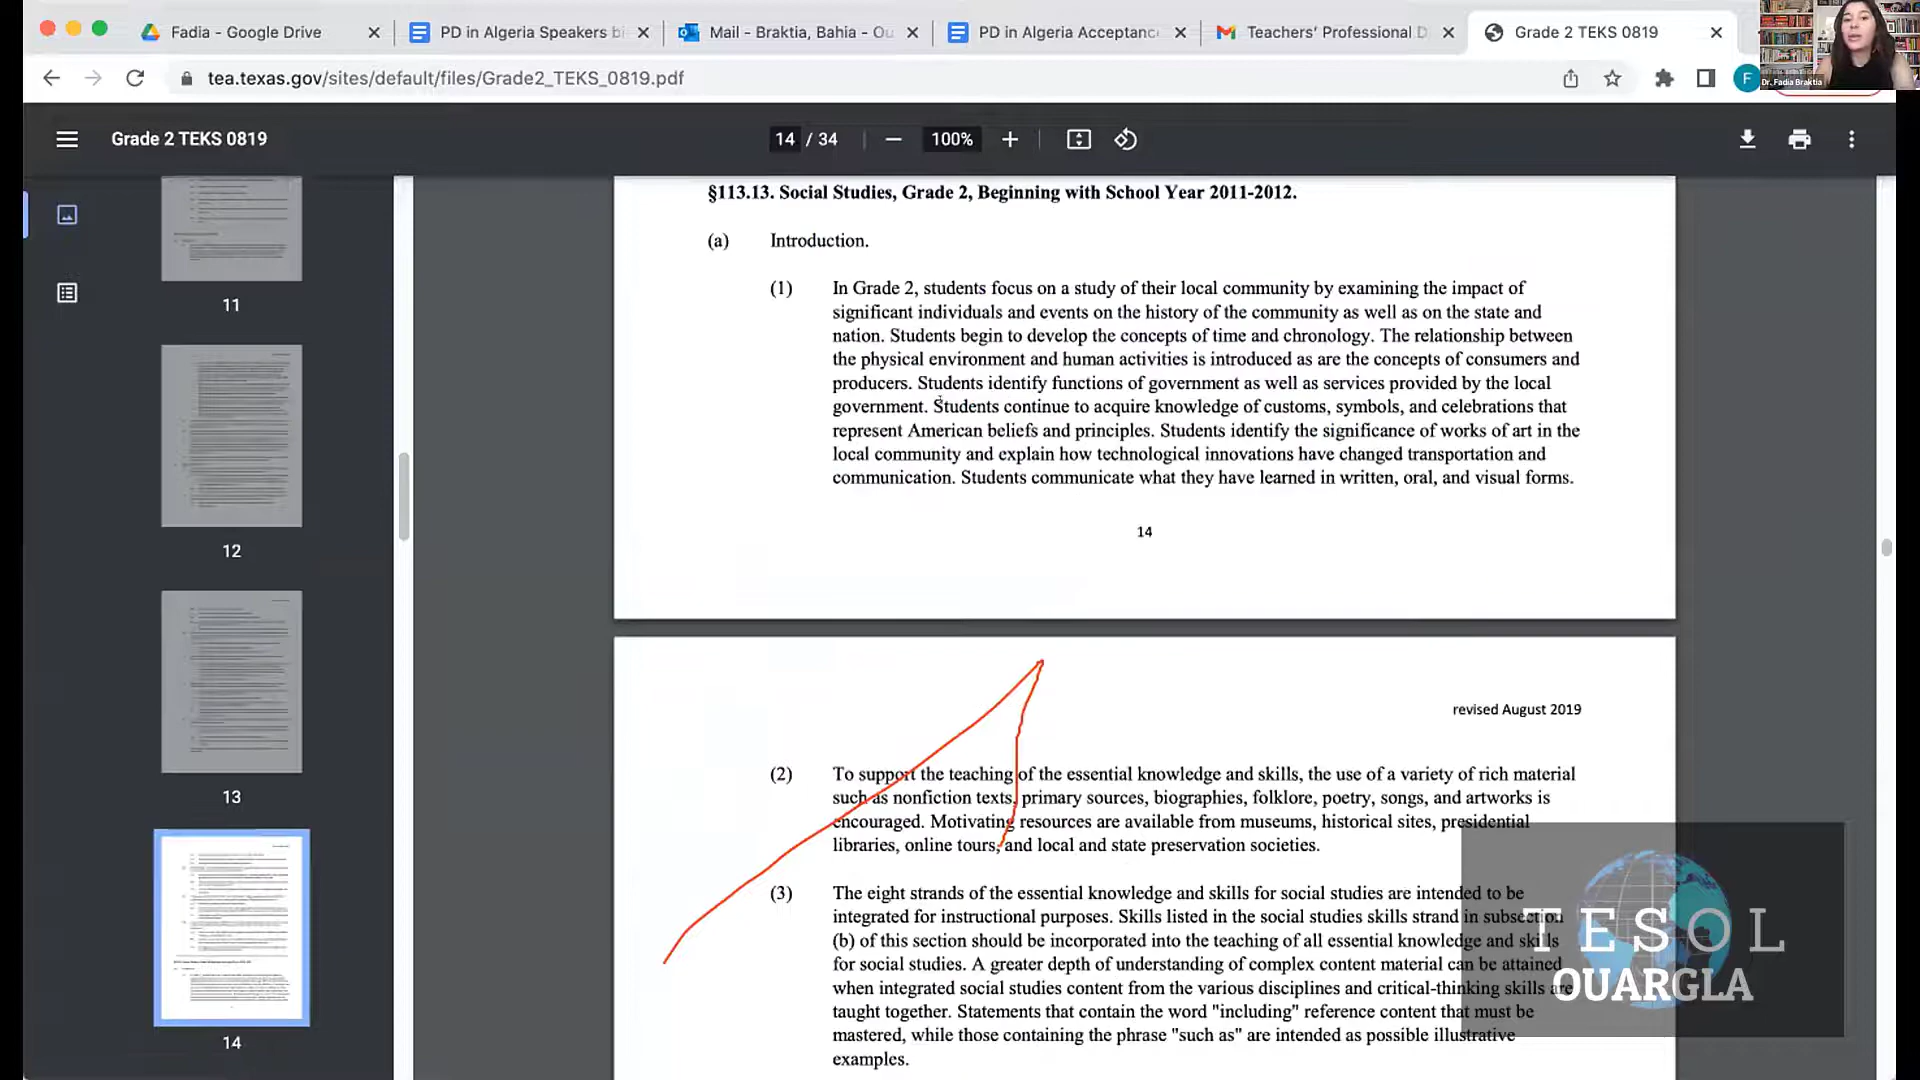 Fadia - Google Drive
PD in Algeria Speakers bi
Mail - Braktia, Bahia - Ou
PD in Algeria Acceptance
Teachers' Professional D
Grade 2 TEKS 0819
Dr. Fadia Braktia
tea.texas.gov/sites/default/files/Grade2_TEKS_0819.pdf
F
Grade 2 TEKS 0819
14 / 34
100%
11
12
13
14
§113.13. Social Studies, Grade 2, Beginning with School Year 2011-2012.
(a) Introduction.
(1) In Grade 2, students focus on a study of their local community by examining the impact of
significant individuals and events on the history of the community as well as on the state and
nation. Students begin to develop the concepts of time and chronology. The relationship between
the physical environment and human activities is introduced as are the concepts of consumers and
producers. Students identify functions of government as well as services provided by the local
government. Students continue to acquire knowledge of customs, symbols, and celebrations that
represent American beliefs and principles. Students identify the significance of works of art in the
local community and explain how technological innovations have changed transportation and
communication. Students communicate what they have learned in written, oral, and visual forms.
14
revised August 2019
(2) To support the teaching of the essential knowledge and skills, the use of a variety of rich material
such as nonfiction texts, primary sources, biographies, folklore, poetry, songs, and artworks is
encouraged. Motivating resources are available from museums, historical sites, presidential
libraries, online tours, and local and state preservation societies.
(3) The eight strands of the essential knowledge and skills for social studies are intended to be
integrated for instructional purposes. Skills listed in the social studies skills strand in subsection
(b) of this section should be incorporated into the teaching of all essential knowledge and skills
for social studies. A greater depth of understanding of complex content material can be attained
when integrated social studies content from the various disciplines and critical-thinking skills are
taught together. Statements that contain the word "including" reference content that must be
mastered, while those containing the phrase "such as" are intended as possible illustrative
examples.
TESOL
OUARGLA